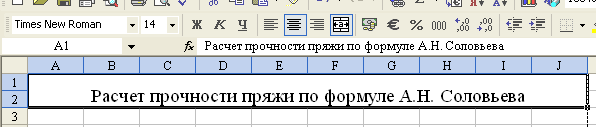 Times New Roman 14 Ж К Ч € % 000
A1 fx Расчет прочности пряжи по формуле А.Н. Соловьева
A B C D E F G H I J
1
2 Расчет прочности пряжи по формуле А.Н. Соловьева
3